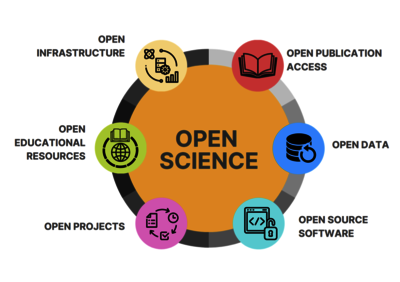 OPEN
INFRASTRUCTURE
OPEN PUBLICATION
ACCESS
OPEN
EDUCATIONAL
RESOURCES
OPEN
SCIENCE
OPEN DATA
OPEN PROJECTS
OPEN SOURCE
SOFTWARE